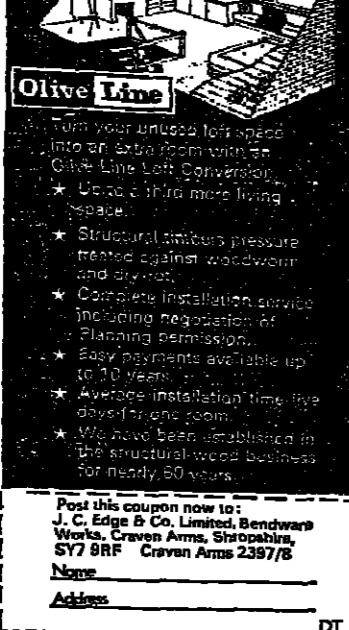 Olive Line
Turn your unused loft space
into an extra room with an
Olive Line Loft Conversion.
★ Up to a third more living
space.
★ Structural timbers pressure
treated against woodworm
and dry rot.
★ Complete installation service
including negotiation of
Planning permission.
★ Easy payments available up
to 10 years.
★ Average installation time five
days for one room.
★ We have been established in
the structural wood business
for nearly 60 years.
Post this coupon now to:
J. C. Edge & Co. Limited, Bendware
Works, Craven Arms, Shropshire,
SY7 9RF Craven Arms 2397/8
Name
Address
DT